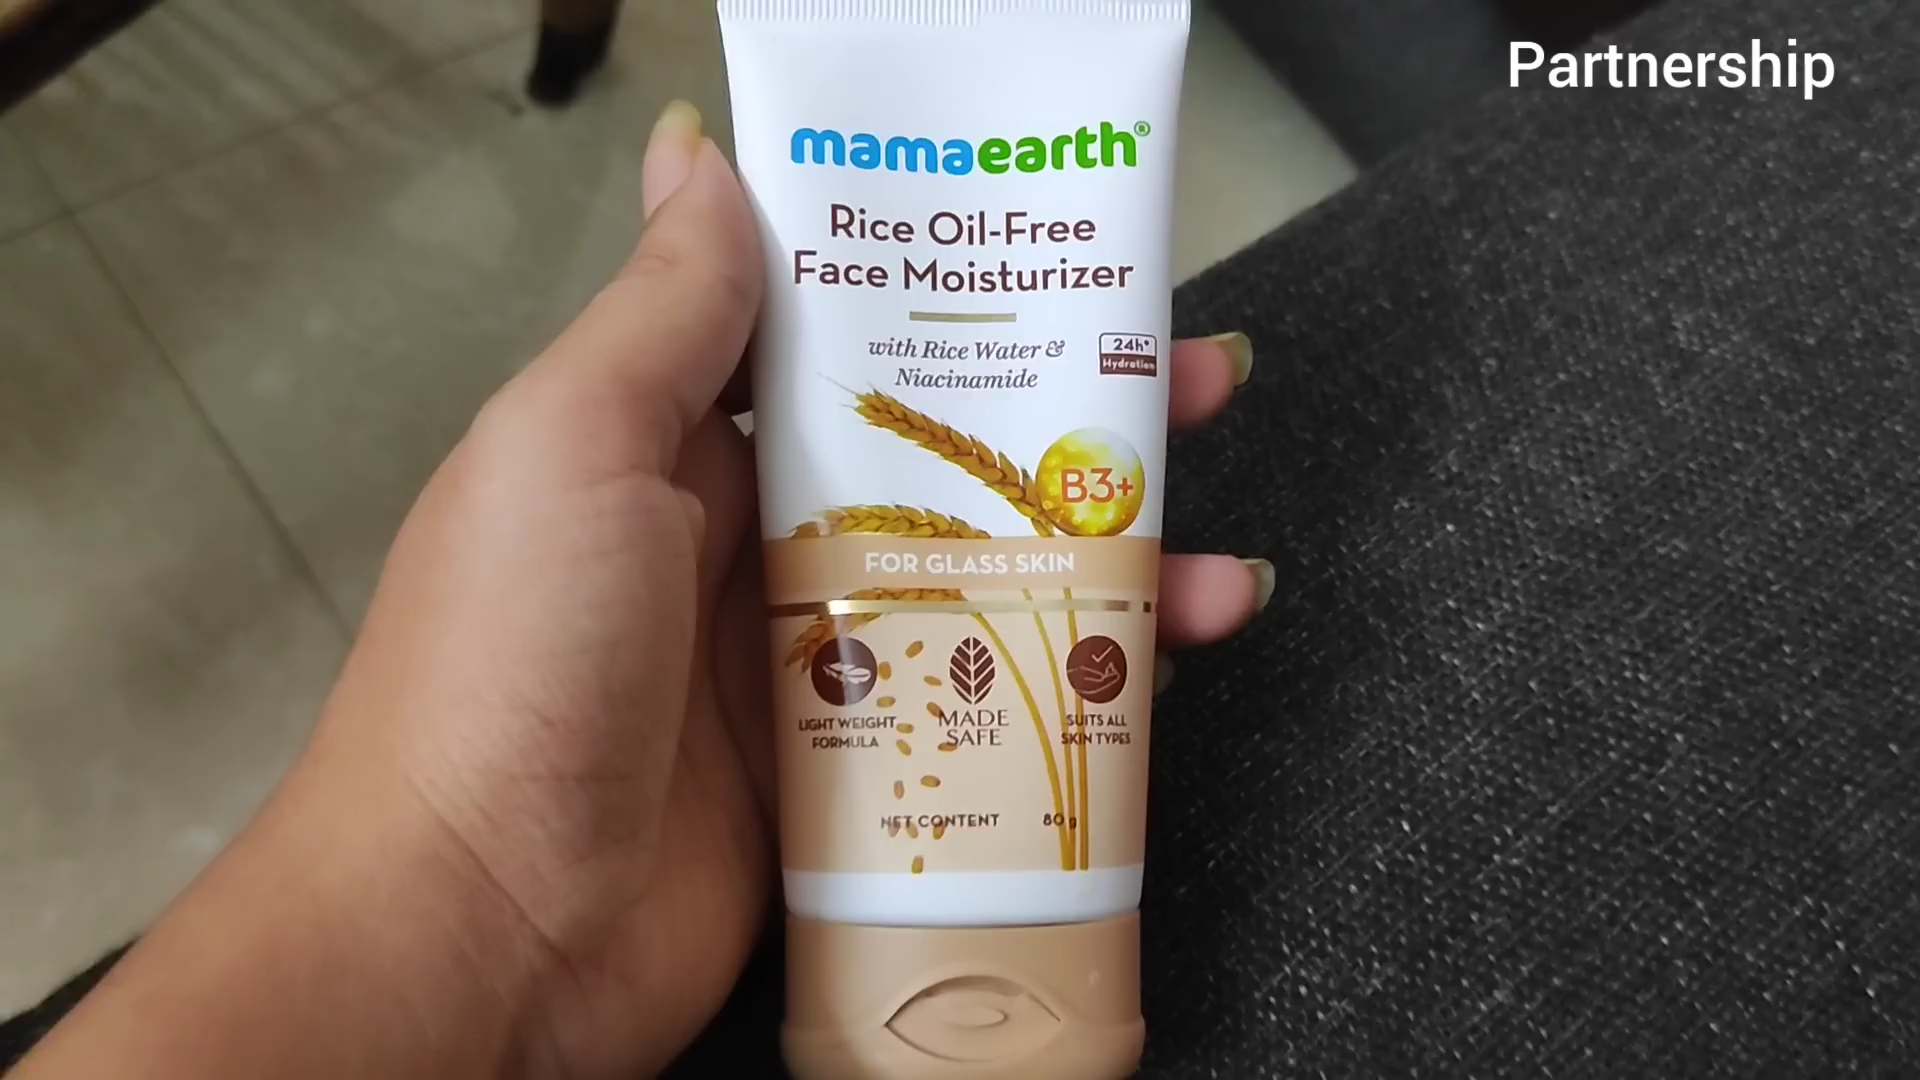 Partnership
mamaearth®
Rice Oil-Free
Face Moisturizer
with Rice Water &
Niacinamide
24h*
Hydration
B3+
FOR GLASS SKIN
LIGHT WEIGHT
FORMULA
MADE
SAFE
SUITS ALL
SKIN TYPES
NET CONTENT 80 g